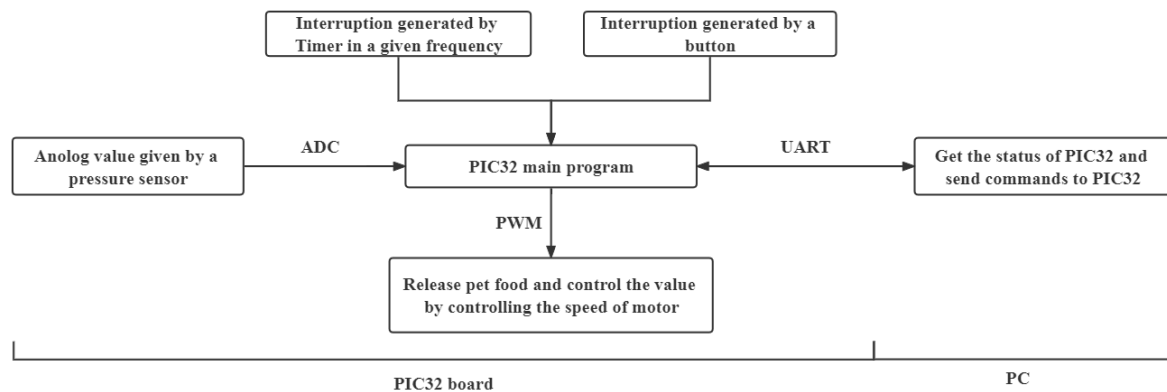 Interruption generated by
Timer in a given frequency
Interruption generated by a
button
Anolog value given by a
pressure sensor
ADC
PIC32 main program
UART
Get the status of PIC32 and
send commands to PIC32
PWM
Release pet food and control the value
by controlling the speed of motor
PIC32 board
PC